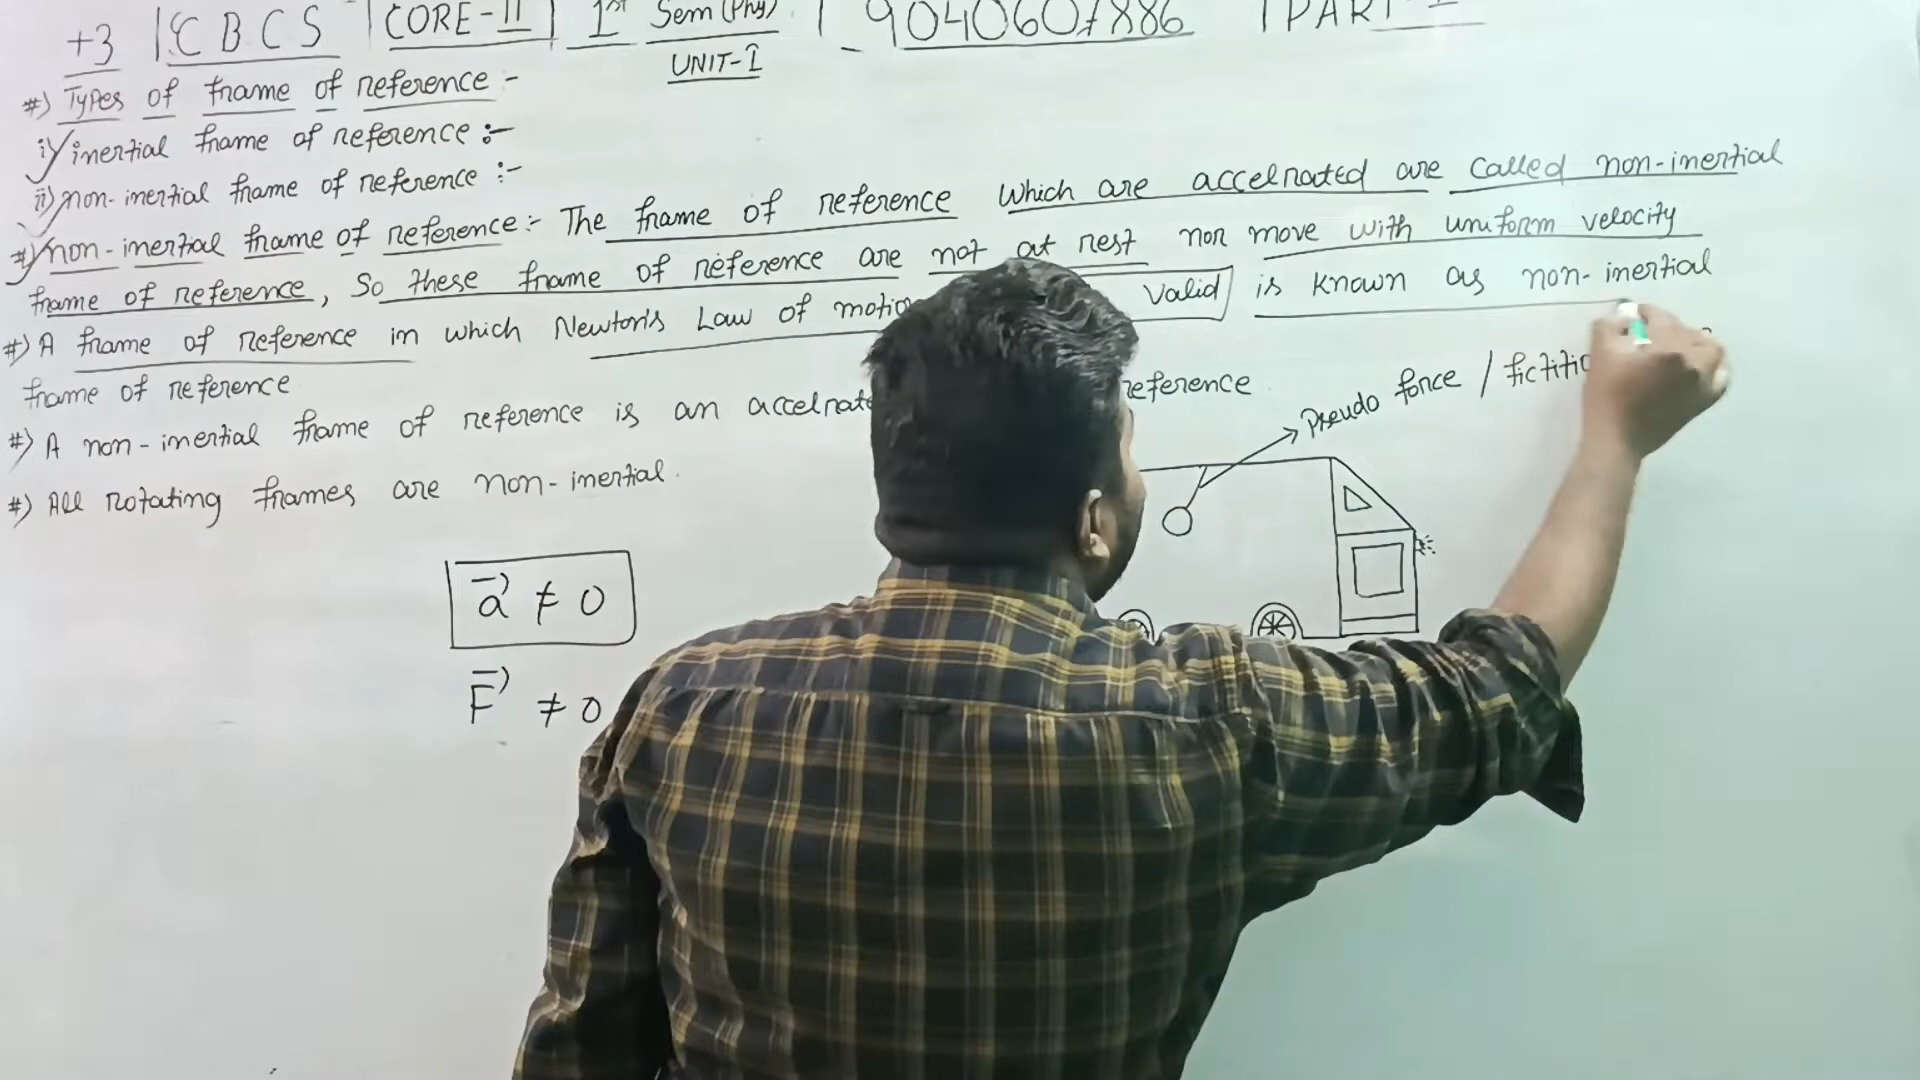 +3 | C B C S | CORE-II | 1st Sem (Phy) | 9040607886 | PART-
UNIT-I
#) Types of frame of reference :-
i) inertial frame of reference :-
ii) non-inertial frame of reference :-
#) non-inertial frame of reference :- The frame of reference which are accelnated are called non-inertial
frame of reference, So these frame of reference are not at rest nor move with uniform velocity
#) A frame of reference in which Newton's Law of motio Valid is known as non-inertial
frame of reference
#) A non-inertial frame of reference is an accelnate reference
#) All rotating frames are non-inertial.
Pseudo force / fictitio
a⃗ ≠ 0
F⃗ ≠ 0